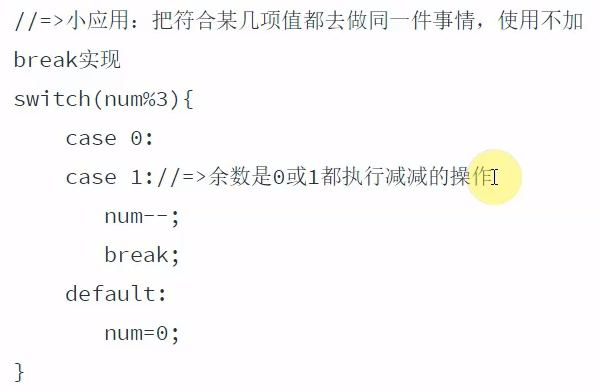 //=>小应用：把符合某几项值都去做同一件事情，使用不加
break实现
switch(num%3){
    case 0:
    case 1://=>余数是0或1都执行减减的操作
       num--;
       break;
    default:
       num=0;
}